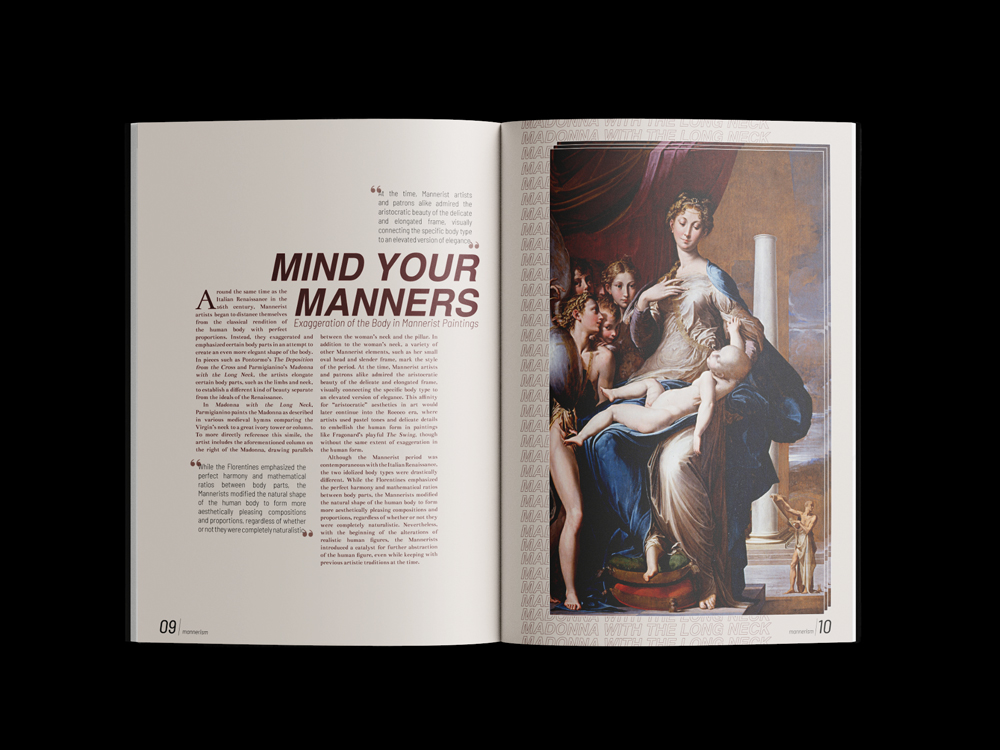 At the time, Mannerist artists
and patrons alike admired the
aristocratic beauty of the delicate
and elongated frame, visually
connecting the specific body type
to an elevated version of elegance.
MIND YOUR
MANNERS
Exaggeration of the Body in Mannerist Paintings
Around the same time as the
Italian Renaissance in the
16th century, Mannerist
artists began to distance themselves
from the classical rendition of
the human body with perfect
proportions. Instead, they exaggerated and
emphasized certain body parts in an attempt to
create an even more elegant shape of the body.
In pieces such as Pontormo's The Deposition
from the Cross and Parmigianino's Madonna
with the Long Neck, the artists elongate
certain body parts, such as the limbs and neck,
to establish a different kind of beauty separate
from the ideals of the Renaissance.
In Madonna with the Long Neck,
Parmigianino paints the Madonna as described
in various medieval hymns comparing the
Virgin's neck to a great ivory tower or column.
To more directly reference this simile, the
artist includes the aforementioned column on
the right of the Madonna, drawing parallels
While the Florentines emphasized the
perfect harmony and mathematical
ratios between body parts, the
Mannerists modified the natural shape
of the human body to form more
aesthetically pleasing compositions
and proportions, regardless of whether
or not they were completely naturalistic.
between the woman's neck and the pillar. In
addition to the woman's neck, a variety of
other Mannerist elements, such as her small
oval head and slender frame, mark the style
of the period. At the time, Mannerist artists
and patrons alike admired the aristocratic
beauty of the delicate and elongated frame,
visually connecting the specific body type to
an elevated version of elegance. This affinity
for "aristocratic" aesthetics in art would
later continue into the Rococo era, where
artists used pastel tones and delicate details
to embellish the human form in paintings
like Fragonard's playful The Swing, though
without the same extent of exaggeration in
the human form.
Although the Mannerist period was
contemporaneous with the Italian Renaissance,
the two idolized body types were drastically
different. While the Florentines emphasized
the perfect harmony and mathematical ratios
between body parts, the Mannerists modified
the natural shape of the human body to form
more aesthetically pleasing compositions and
proportions, regardless of whether or not they
were completely naturalistic. Nevertheless,
with the beginning of the alterations of
realistic human figures, the Mannerists
introduced a catalyst for further abstraction
of the human figure, even while keeping with
previous artistic traditions at the time.
09 mannerism
MADONNA WITH THE LONG NECK
MADONNA WITH THE LONG NECK
MADONNA WITH THE LONG NECK
MADONNA WITH THE LONG NECK
mannerism 10